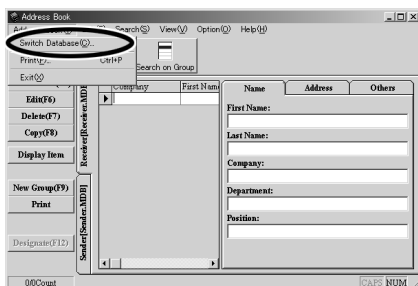 Address Book
Search(S) View(V) Option(O) Help(H)
Switch Database(O)...
Print(P)... Ctrl+P
Exit(X)
Search on Group
Edit(F6)
Delete(F7)
Copy(F8)
Display Item
New Group(F9)
Print
Designate(F12)
Receiver[Receiver.MDB]
Sender[Sender.MDB]
Company First Name
Name Address Others
First Name:
Last Name:
Company:
Department:
Position:
0/0Count CAPS NUM